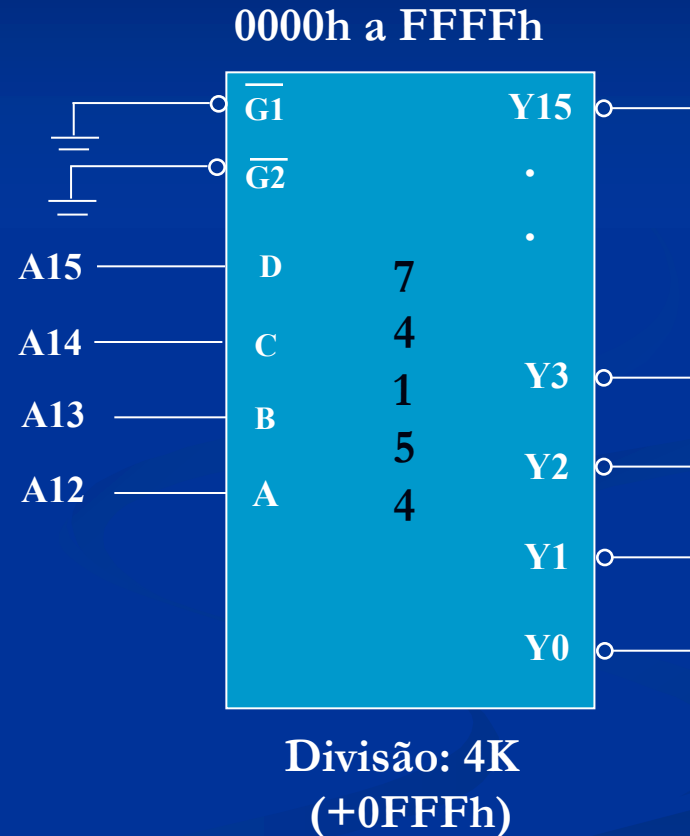 0000h a FFFFh
G1 Y15
G2 .
.
A15 D 7
A14 C 4
Y3
A13 B 1
5
Y2
A12 A 4
Y1
Y0
Divisão: 4K
(+0FFFh)